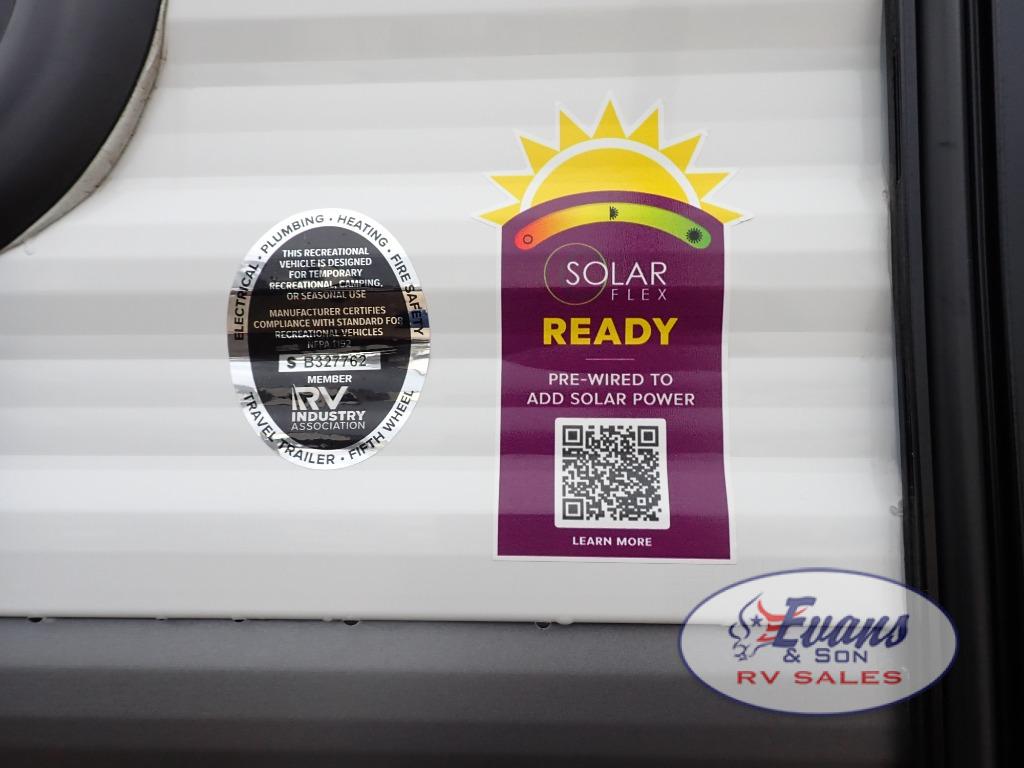 ELECTRICAL · PLUMBING · HEATING · FIRE SAFETY
THIS RECREATIONAL
VEHICLE IS DESIGNED
FOR TEMPORARY
RECREATIONAL, CAMPING,
OR SEASONAL USE
MANUFACTURER CERTIFIES
COMPLIANCE WITH STANDARD FOR
RECREATIONAL VEHICLES
NFPA 1192
S B327762
MEMBER
RV
INDUSTRY
ASSOCIATION
TRAVEL TRAILER · FIFTH WHEEL
SOLAR
FLEX
READY
PRE-WIRED TO
ADD SOLAR POWER
LEARN MORE
Evans
& SON
RV SALES